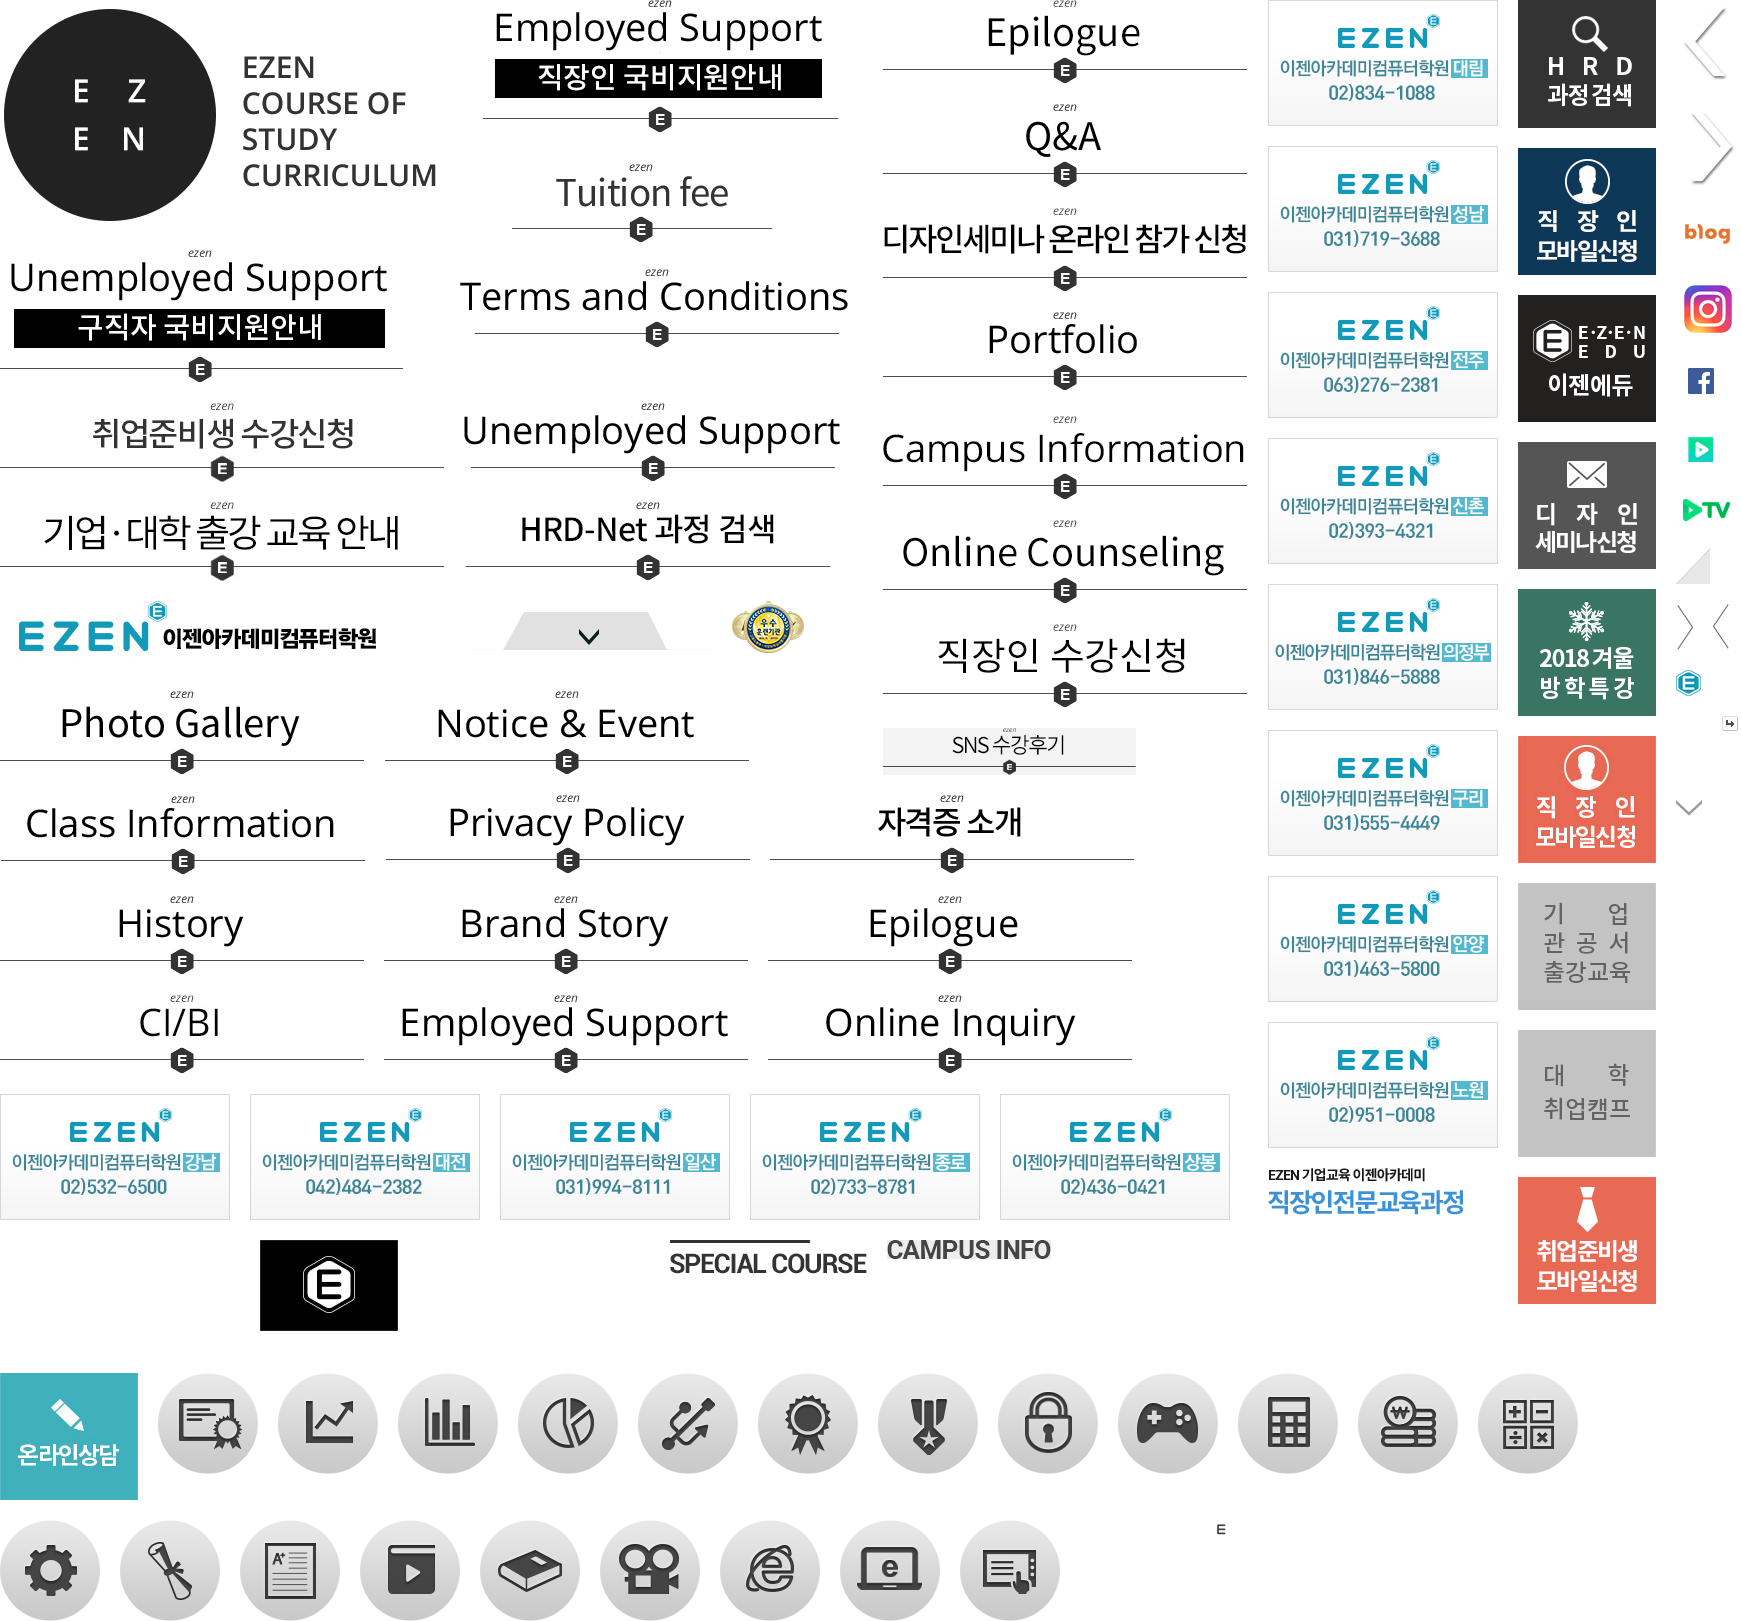 E Z
E N
EZEN
COURSE OF
STUDY
CURRICULUM
ezen
Employed Support
직장인 국비지원안내
E
ezen
Tuition fee
E
ezen
Unemployed Support
구직자 국비지원안내
E
ezen
Terms and Conditions
E
ezen
취업준비생 수강신청
E
ezen
Unemployed Support
E
ezen
기업·대학 출강 교육 안내
E
ezen
HRD-Net 과정 검색
E
EZEN E 이젠아카데미컴퓨터학원
우수
훈련기관
ezen
Epilogue
E
ezen
Q&A
E
ezen
디자인세미나 온라인 참가 신청
E
ezen
Portfolio
E
ezen
Campus Information
E
ezen
Online Counseling
E
ezen
직장인 수강신청
E
ezen
SNS 수강후기
E
ezen
Photo Gallery
E
ezen
Notice & Event
E
ezen
Class Information
E
ezen
Privacy Policy
E
ezen
자격증 소개
E
ezen
History
E
ezen
Brand Story
E
ezen
Epilogue
E
ezen
CI/BI
E
ezen
Employed Support
E
ezen
Online Inquiry
E
EZEN E
이젠아카데미컴퓨터학원 강남
02)532-6500
EZEN E
이젠아카데미컴퓨터학원 대전
042)484-2382
EZEN E
이젠아카데미컴퓨터학원 일산
031)994-8111
EZEN E
이젠아카데미컴퓨터학원 종로
02)733-8781
EZEN E
이젠아카데미컴퓨터학원 상봉
02)436-0421
EZEN E
이젠아카데미컴퓨터학원 대림
02)834-1088
EZEN E
이젠아카데미컴퓨터학원 성남
031)719-3688
EZEN E
이젠아카데미컴퓨터학원 전주
063)276-2381
EZEN E
이젠아카데미컴퓨터학원 신촌
02)393-4321
EZEN E
이젠아카데미컴퓨터학원 의정부
031)846-5888
EZEN E
이젠아카데미컴퓨터학원 구리
031)555-4449
EZEN E
이젠아카데미컴퓨터학원 안양
031)463-5800
EZEN E
이젠아카데미컴퓨터학원 노원
02)951-0008
EZEN 기업교육 이젠아카데미
직장인전문교육과정
H R D
과정 검색
직 장 인
모바일신청
E E·Z·E·N
E D U
이젠에듀
디 자 인
세미나신청
2018 겨울
방 학 특 강
직 장 인
모바일신청
기 업
관 공 서
출강교육
대 학
취업캠프
취업준비생
모바일신청
blog
f
TV
E
E
SPECIAL COURSE
CAMPUS INFO
온라인상담
₩
A+
e
e
E